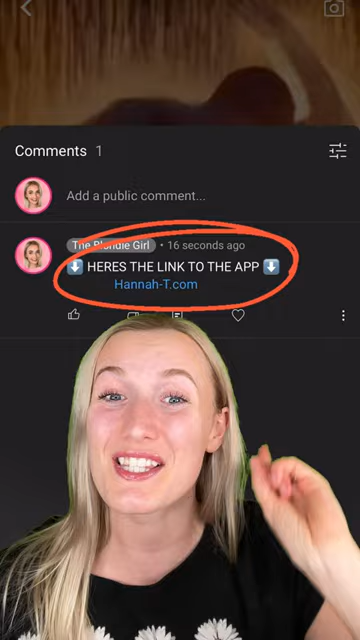 Comments 1
Add a public comment...
The Blondie Girl • 16 seconds ago
⬇️ HERES THE LINK TO THE APP ⬇️
Hannah-T.com